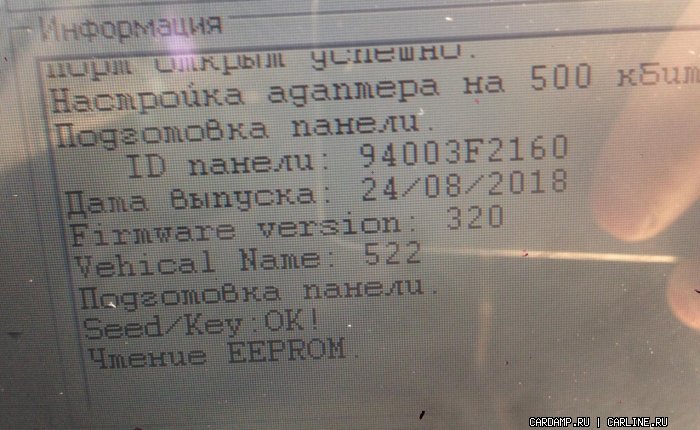 Информация
порт открыт успешно.
Настройка адаптера на 500 кбит
Подготовка панели.
ID панели: 94003F2160
Дата выпуска: 24/08/2018
Firmware version: 320
Vehical Name: 522
Подготовка панели.
Seed/Key:OK!
Чтение EEPROM.
CARDAMP.RU | CARLINE.RU